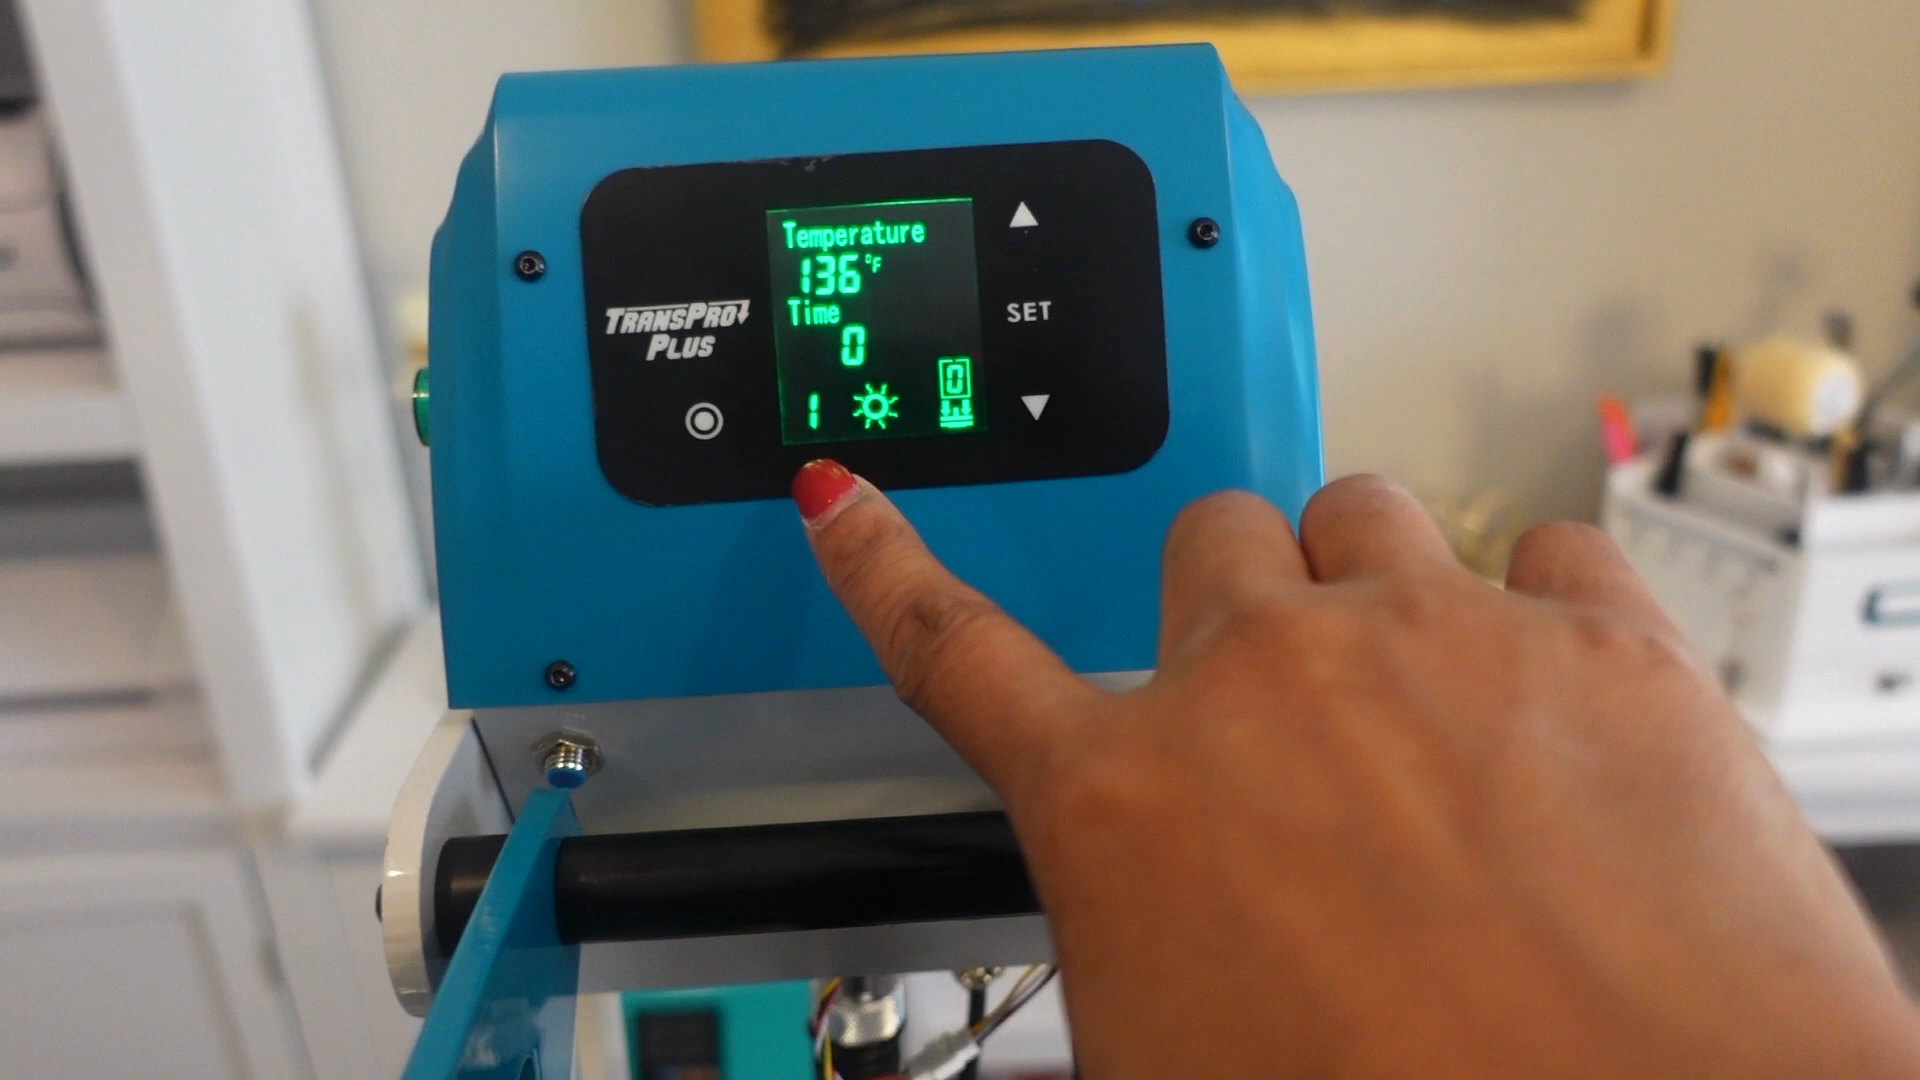 Temperature
136 °F
Time
0
1 0
TRANSPRO
PLUS
SET